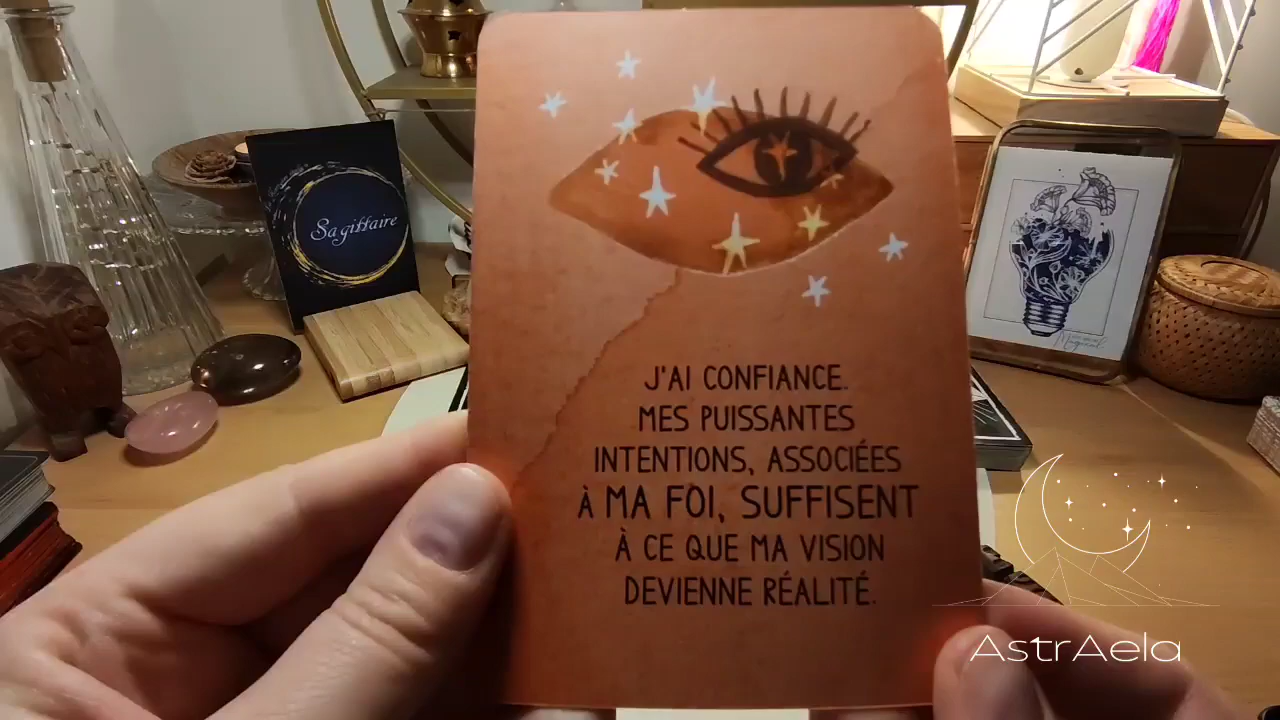 Sagittaire
J'AI CONFIANCE.
MES PUISSANTES
INTENTIONS, ASSOCIÉES
À MA FOI, SUFFISENT
À CE QUE MA VISION
DEVIENNE RÉALITÉ.
AstrAela